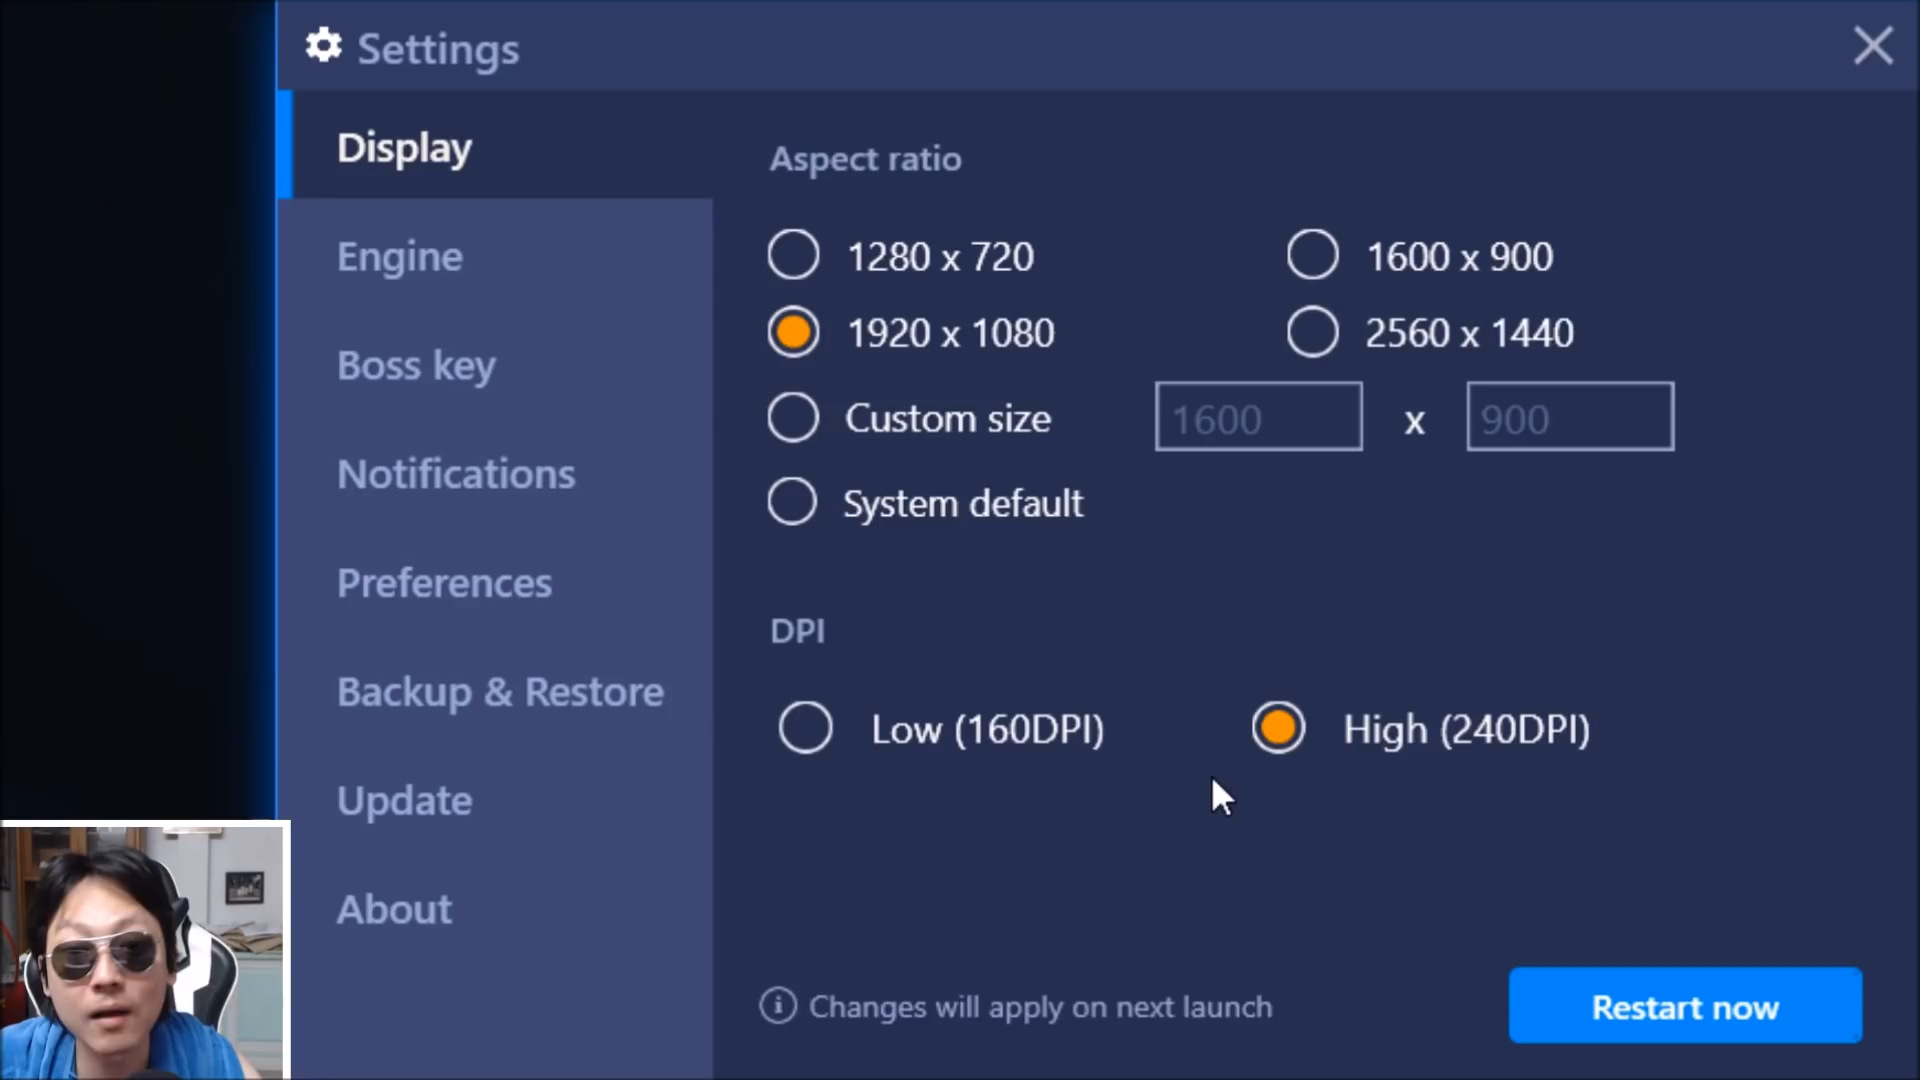 Settings
Display
Engine
Boss key
Notifications
Preferences
Backup & Restore
Update
About
Aspect ratio
1280 x 720
1600 x 900
1920 x 1080
2560 x 1440
Custom size 1600 x 900
System default
DPI
Low (160DPI)
High (240DPI)
Changes will apply on next launch
Restart now